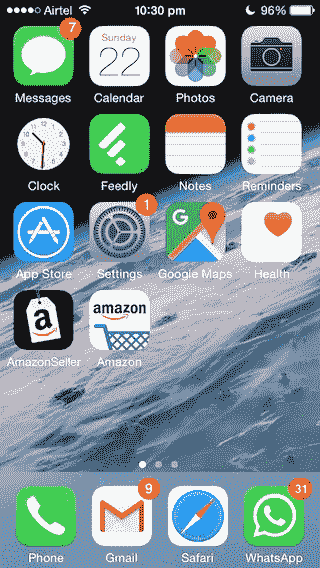 Airtel 10:30 pm 96%
7
Sunday
22
Messages Calendar Photos Camera
Clock Feedly Notes Reminders
1
G
App Store Settings Google Maps Health
a amazon
AmazonSeller Amazon
9 31
Phone Gmail Safari WhatsApp